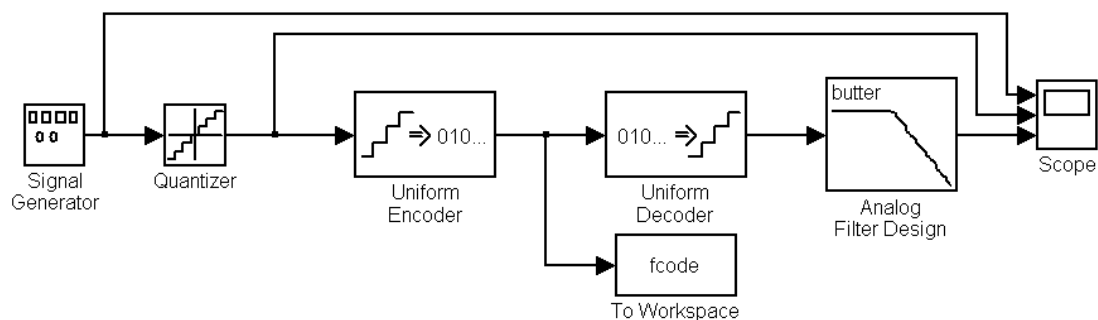 butter
010...
010...
fcode
Signal
Generator
Quantizer
Uniform
Encoder
Uniform
Decoder
Analog
Filter Design
Scope
To Workspace